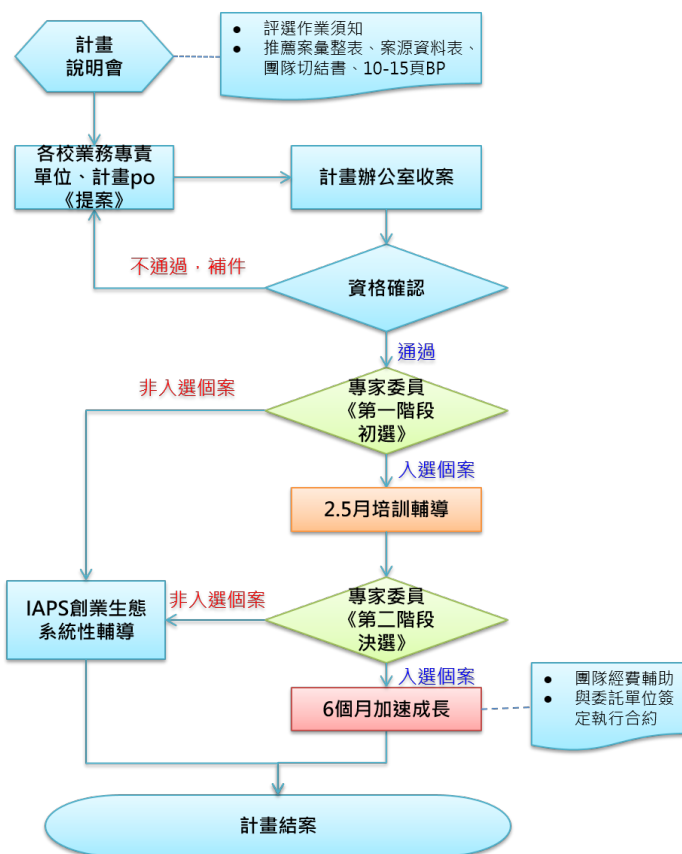 計畫
說明會
● 評選作業須知
● 推薦案彙整表、案源資料表、
團隊切結書、10-15頁BP
各校業務專責
單位、計畫po
《提案》
計畫辦公室收案
不通過，補件
資格確認
通過
非入選個案
專家委員
《第一階段
初選》
入選個案
2.5月培訓輔導
IAPS創業生態
系統性輔導
非入選個案
專家委員
《第二階段
決選》
入選個案
6個月加速成長
● 團隊經費輔助
● 與委託單位簽
定執行合約
計畫結案